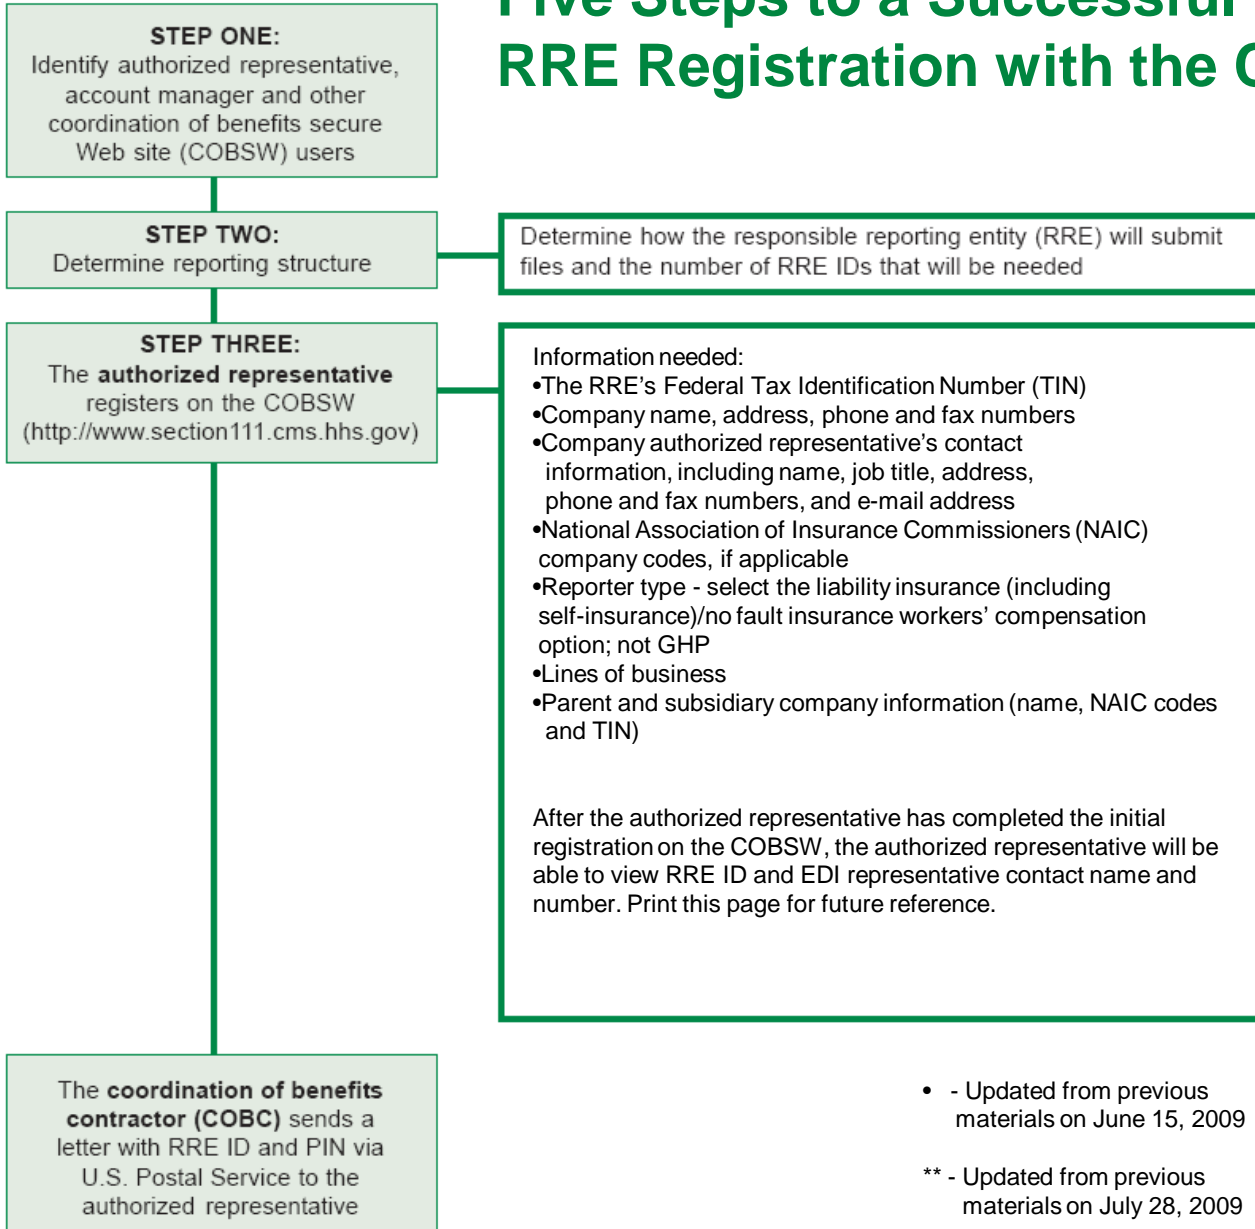 Five Steps to a Successful
RRE Registration with the
STEP ONE:
Identify authorized representative,
account manager and other
coordination of benefits secure
Web site (COBSW) users
STEP TWO:
Determine reporting structure
Determine how the responsible reporting entity (RRE) will submit
files and the number of RRE IDs that will be needed
STEP THREE:
The authorized representative
registers on the COBSW
(http://www.section111.cms.hhs.gov)
Information needed:
•The RRE's Federal Tax Identification Number (TIN)
•Company name, address, phone and fax numbers
•Company authorized representative's contact
information, including name, job title, address,
phone and fax numbers, and e-mail address
•National Association of Insurance Commissioners (NAIC)
company codes, if applicable
•Reporter type - select the liability insurance (including
self-insurance)/no fault insurance workers' compensation
option; not GHP
•Lines of business
•Parent and subsidiary company information (name, NAIC codes
and TIN)
After the authorized representative has completed the initial
registration on the COBSW, the authorized representative will be
able to view RRE ID and EDI representative contact name and
number. Print this page for future reference.
The coordination of benefits
contractor (COBC) sends a
letter with RRE ID and PIN via
U.S. Postal Service to the
authorized representative
• - Updated from previous
materials on June 15, 2009
** - Updated from previous
materials on July 28, 2009